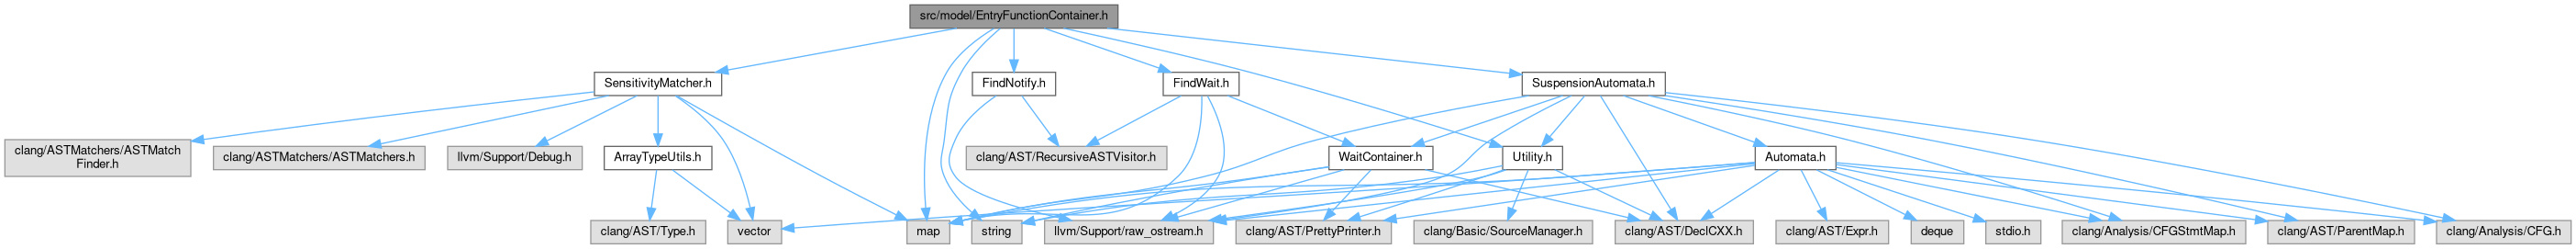 src/model/EntryFunctionContainer.h
SensitivityMatcher.h
FindNotify.h
FindWait.h
SuspensionAutomata.h
clang/ASTMatchers/ASTMatch
Finder.h
clang/ASTMatchers/ASTMatchers.h
llvm/Support/Debug.h
ArrayTypeUtils.h
clang/AST/RecursiveASTVisitor.h
WaitContainer.h
Utility.h
Automata.h
clang/AST/Type.h
vector
map
string
llvm/Support/raw_ostream.h
clang/AST/PrettyPrinter.h
clang/Basic/SourceManager.h
clang/AST/DeclCXX.h
clang/AST/Expr.h
deque
stdio.h
clang/Analysis/CFGStmtMap.h
clang/AST/ParentMap.h
clang/Analysis/CFG.h